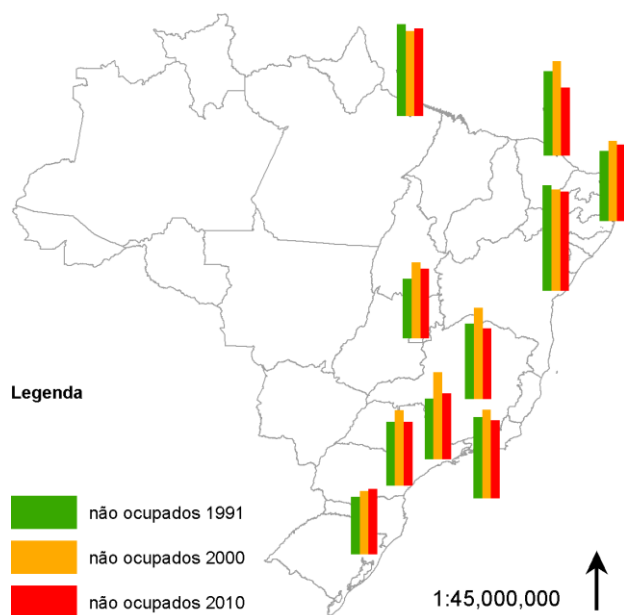 Legenda
não ocupados 1991
não ocupados 2000
não ocupados 2010
1:45,000,000